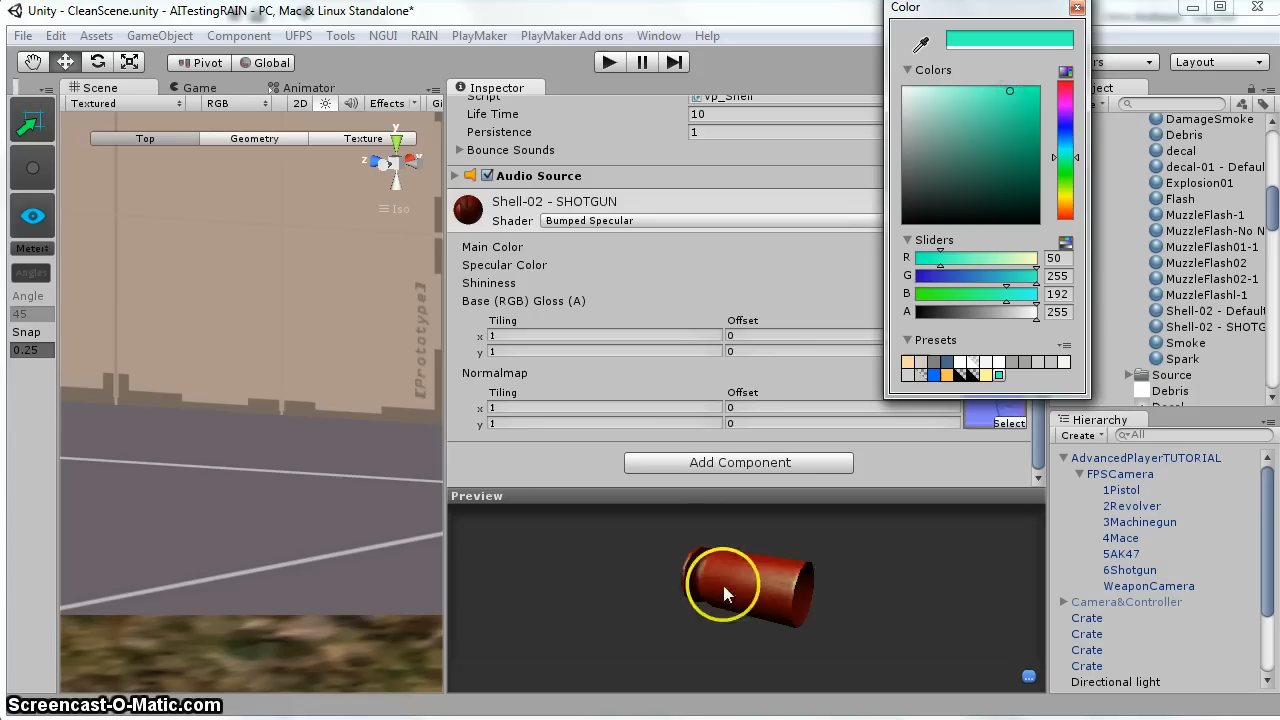 Unity - CleanScene.unity - AITestingRAIN - PC, Mac & Linux Standalone*
File Edit Assets GameObject Component UFPS Tools NGUI RAIN PlayMaker PlayMaker Add ons Window Help
Pivot Global Layout
Scene Game Animator
Textured RGB 2D Effects Gi
Top Geometry Texture
y
z
Iso
[Prototype]
Meter
Angles
Angle
45
Snap
0.25
Inspector
Script Vp_Shell
Life Time 10
Persistence 1
Bounce Sounds
Audio Source
Shell-02 - SHOTGUN
Shader Bumped Specular
Main Color
Specular Color
Shininess
Base (RGB) Gloss (A)
Tiling Offset
x 1 0
y 1 0
Normalmap
Tiling Offset
x 1 0
y 1 0
Select
Add Component
Preview
Color
Colors
Sliders
R 50
G 255
B 192
A 255
Presets
DamageSmoke
Debris
decal
decal-01 - Defau
Explosion01
Flash
MuzzleFlash-1
MuzzleFlash-No N
MuzzleFlash01-1
MuzzleFlash02
MuzzleFlash02-1
MuzzleFlashl-1
Shell-02 - Default
Shell-02 - SHOTG
Smoke
Spark
Source
Debris
Hierarchy
Create All
AdvancedPlayerTUTORIAL
FPSCamera
1Pistol
2Revolver
3Machinegun
4Mace
5AK47
6Shotgun
WeaponCamera
Camera&Controller
Crate
Crate
Crate
Crate
Directional light
Screencast-O-Matic.com